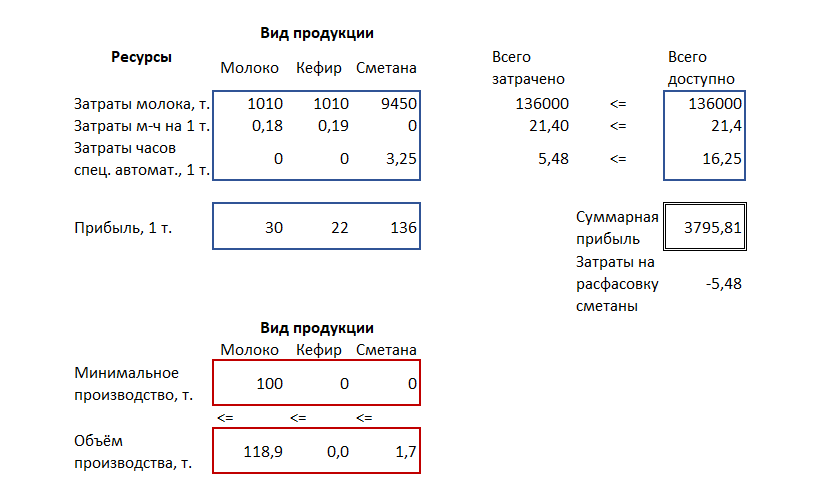 Вид продукции
Ресурсы Молоко Кефир Сметана Всего затрачено Всего доступно
Затраты молока, т. 1010 1010 9450 136000 <= 136000
Затраты м-ч на 1 т. 0,18 0,19 0 21,40 <= 21,4
Затраты часов
спец. автомат., 1 т. 0 0 3,25 5,48 <= 16,25
Прибыль, 1 т. 30 22 136 Суммарная прибыль 3795,81
Затраты на
расфасовку -5,48
сметаны
Вид продукции
Молоко Кефир Сметана
Минимальное
производство, т. 100 0 0
<= <= <=
Объём
производства, т. 118,9 0,0 1,7